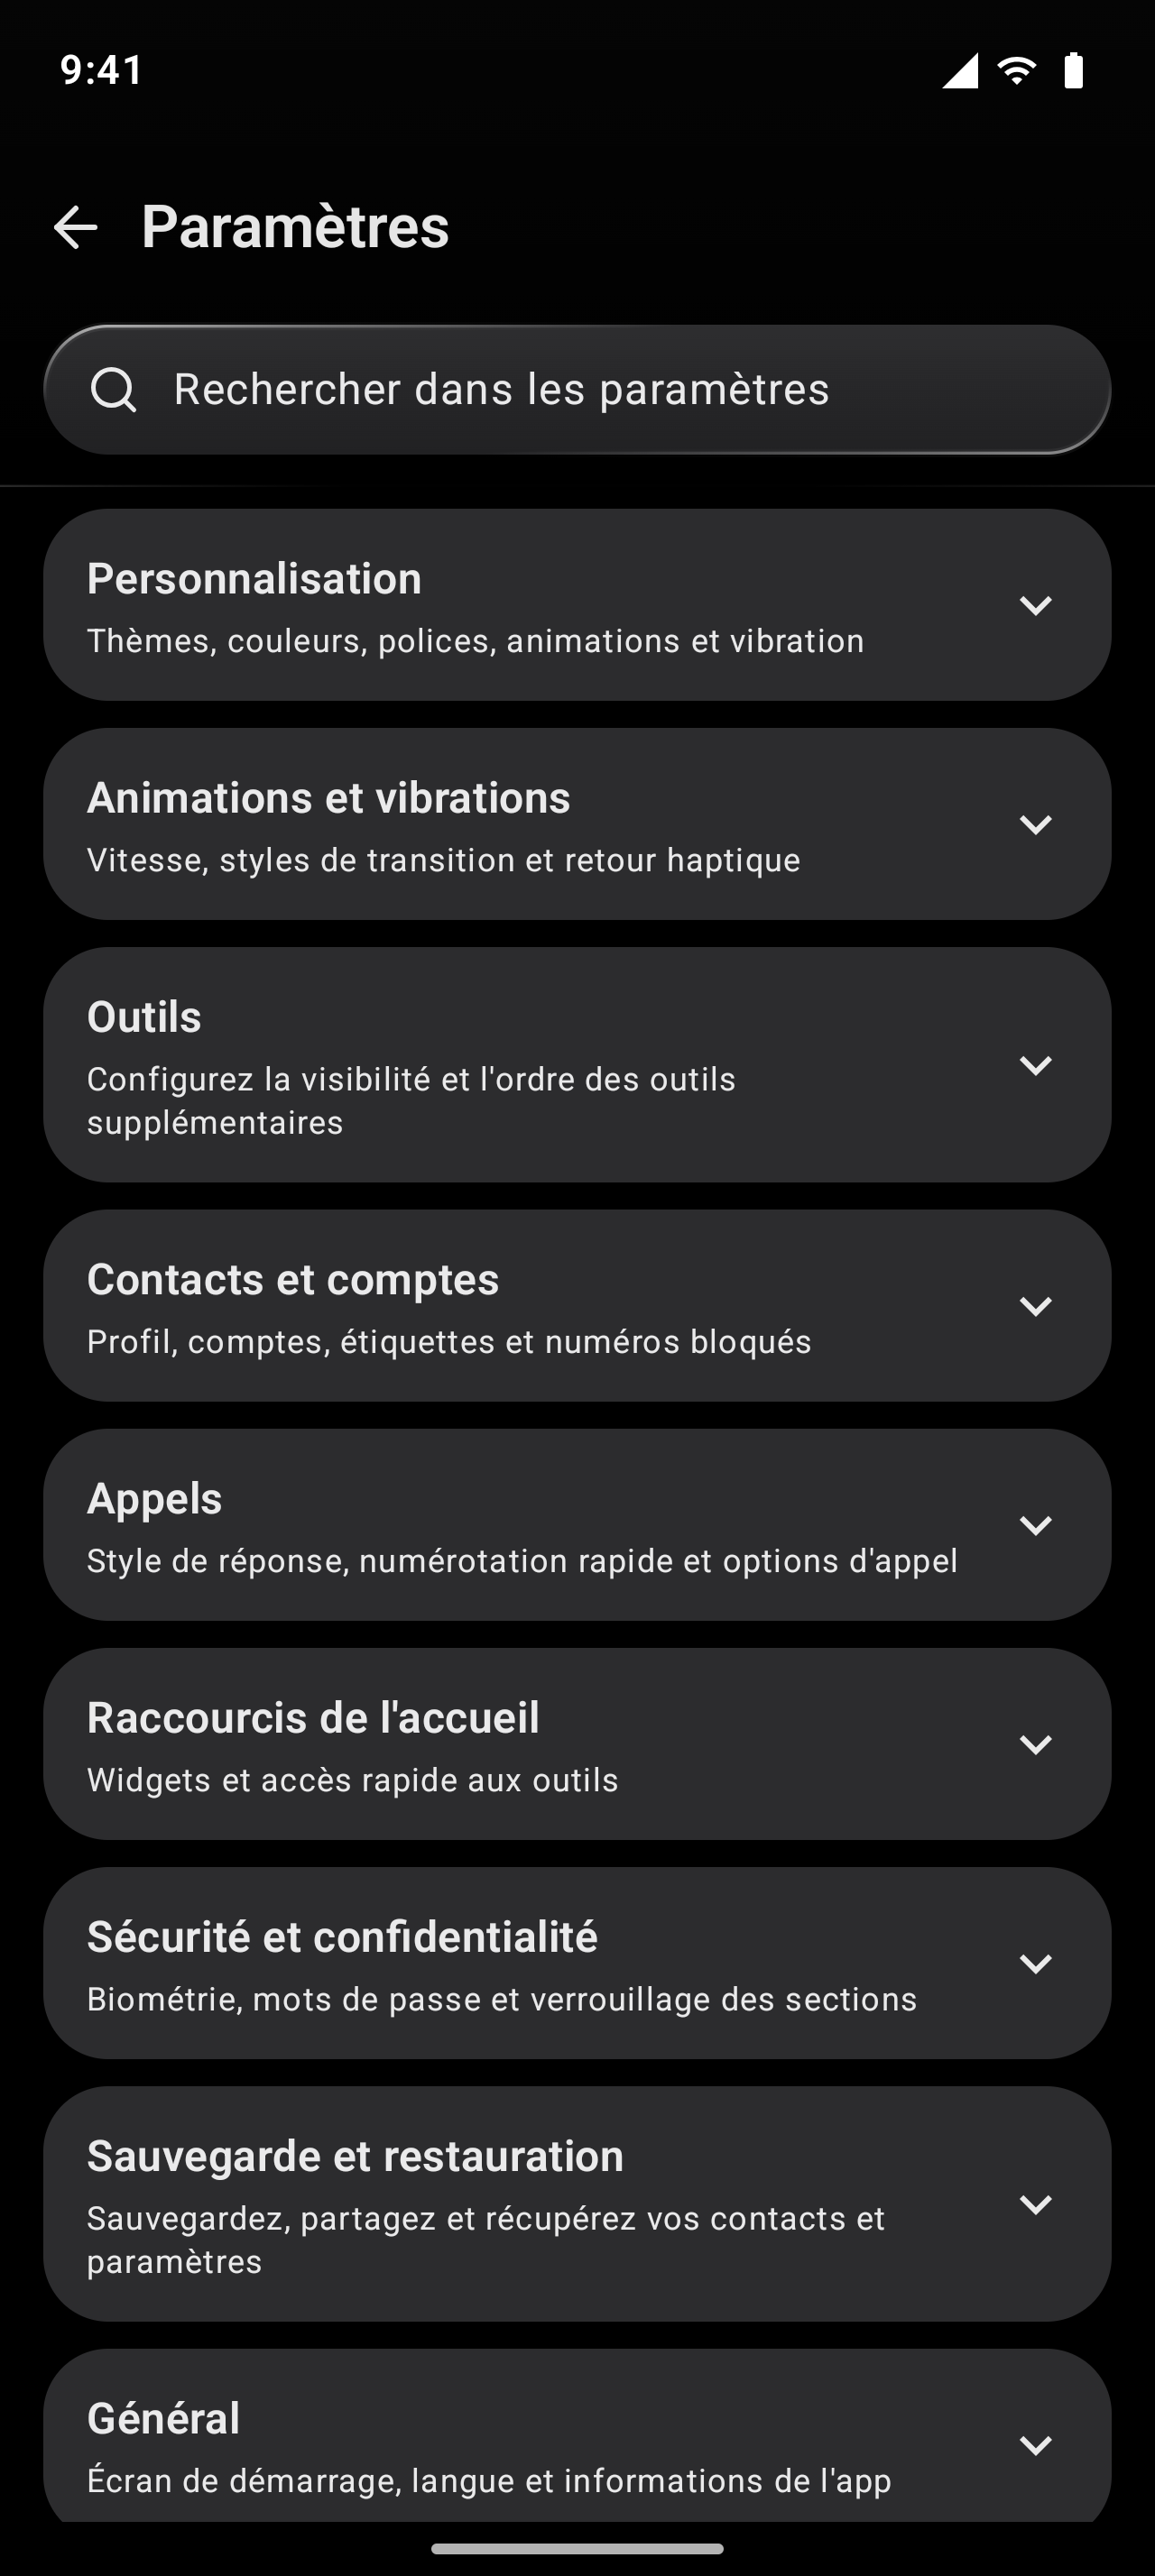 9:41
Paramètres
Rechercher dans les paramètres
Personnalisation
Thèmes, couleurs, polices, animations et vibration
Animations et vibrations
Vitesse, styles de transition et retour haptique
Outils
Configurez la visibilité et l'ordre des outils
supplémentaires
Contacts et comptes
Profil, comptes, étiquettes et numéros bloqués
Appels
Style de réponse, numérotation rapide et options d'appel
Raccourcis de l'accueil
Widgets et accès rapide aux outils
Sécurité et confidentialité
Biométrie, mots de passe et verrouillage des sections
Sauvegarde et restauration
Sauvegardez, partagez et récupérez vos contacts et
paramètres
Général
Écran de démarrage, langue et informations de l'app